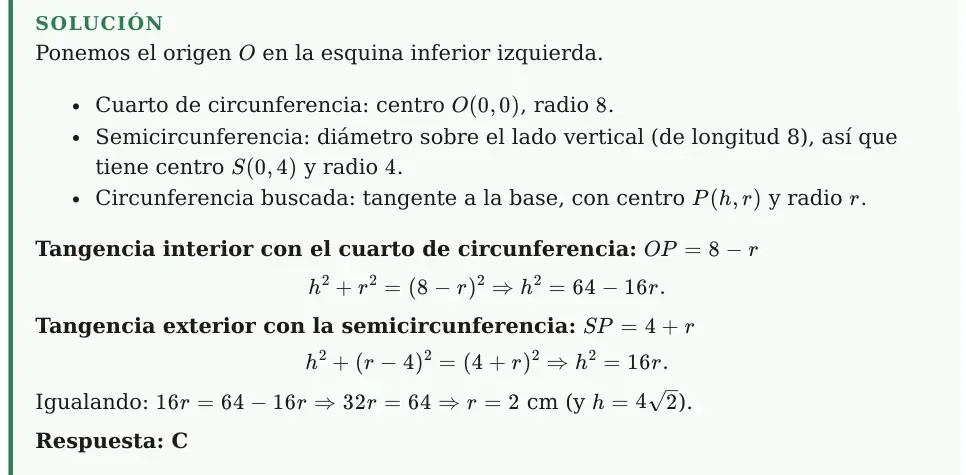 SOLUCIÓN
Ponemos el origen O en la esquina inferior izquierda.
• Cuarto de circunferencia: centro O(0, 0), radio 8.
• Semicircunferencia: diámetro sobre el lado vertical (de longitud 8), así que
tiene centro S(0, 4) y radio 4.
• Circunferencia buscada: tangente a la base, con centro P(h, r) y radio r.
Tangencia interior con el cuarto de circunferencia: OP = 8 − r
h² + r² = (8 − r)² ⇒ h² = 64 − 16r.
Tangencia exterior con la semicircunferencia: SP = 4 + r
h² + (r − 4)² = (4 + r)² ⇒ h² = 16r.
Igualando: 16r = 64 − 16r ⇒ 32r = 64 ⇒ r = 2 cm (y h = 4√2).
Respuesta: C